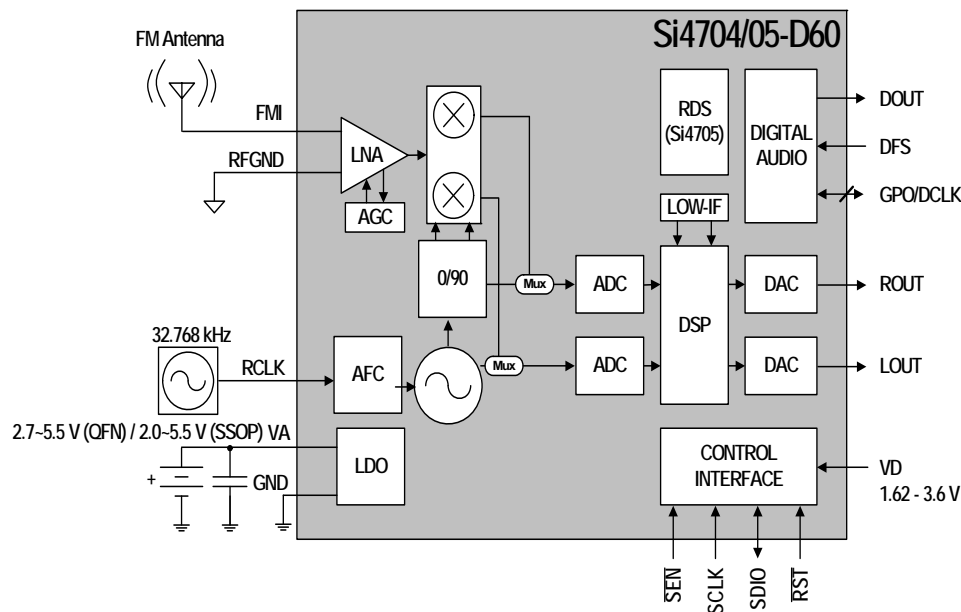 Si4704/05-D60
FM Antenna
FMI
RFGND
LNA
AGC
RDS
(Si4705)
DIGITAL
AUDIO
DOUT
DFS
GPO/DCLK
LOW-IF
0/90
Mux
ADC
DSP
DAC
ROUT
32.768 kHz
RCLK
AFC
Mux
ADC
DAC
LOUT
2.7~5.5 V (QFN) / 2.0~5.5 V (SSOP) VA
+
GND
LDO
CONTROL
INTERFACE
VD
1.62 - 3.6 V
SEN
SCLK
SDIO
RST